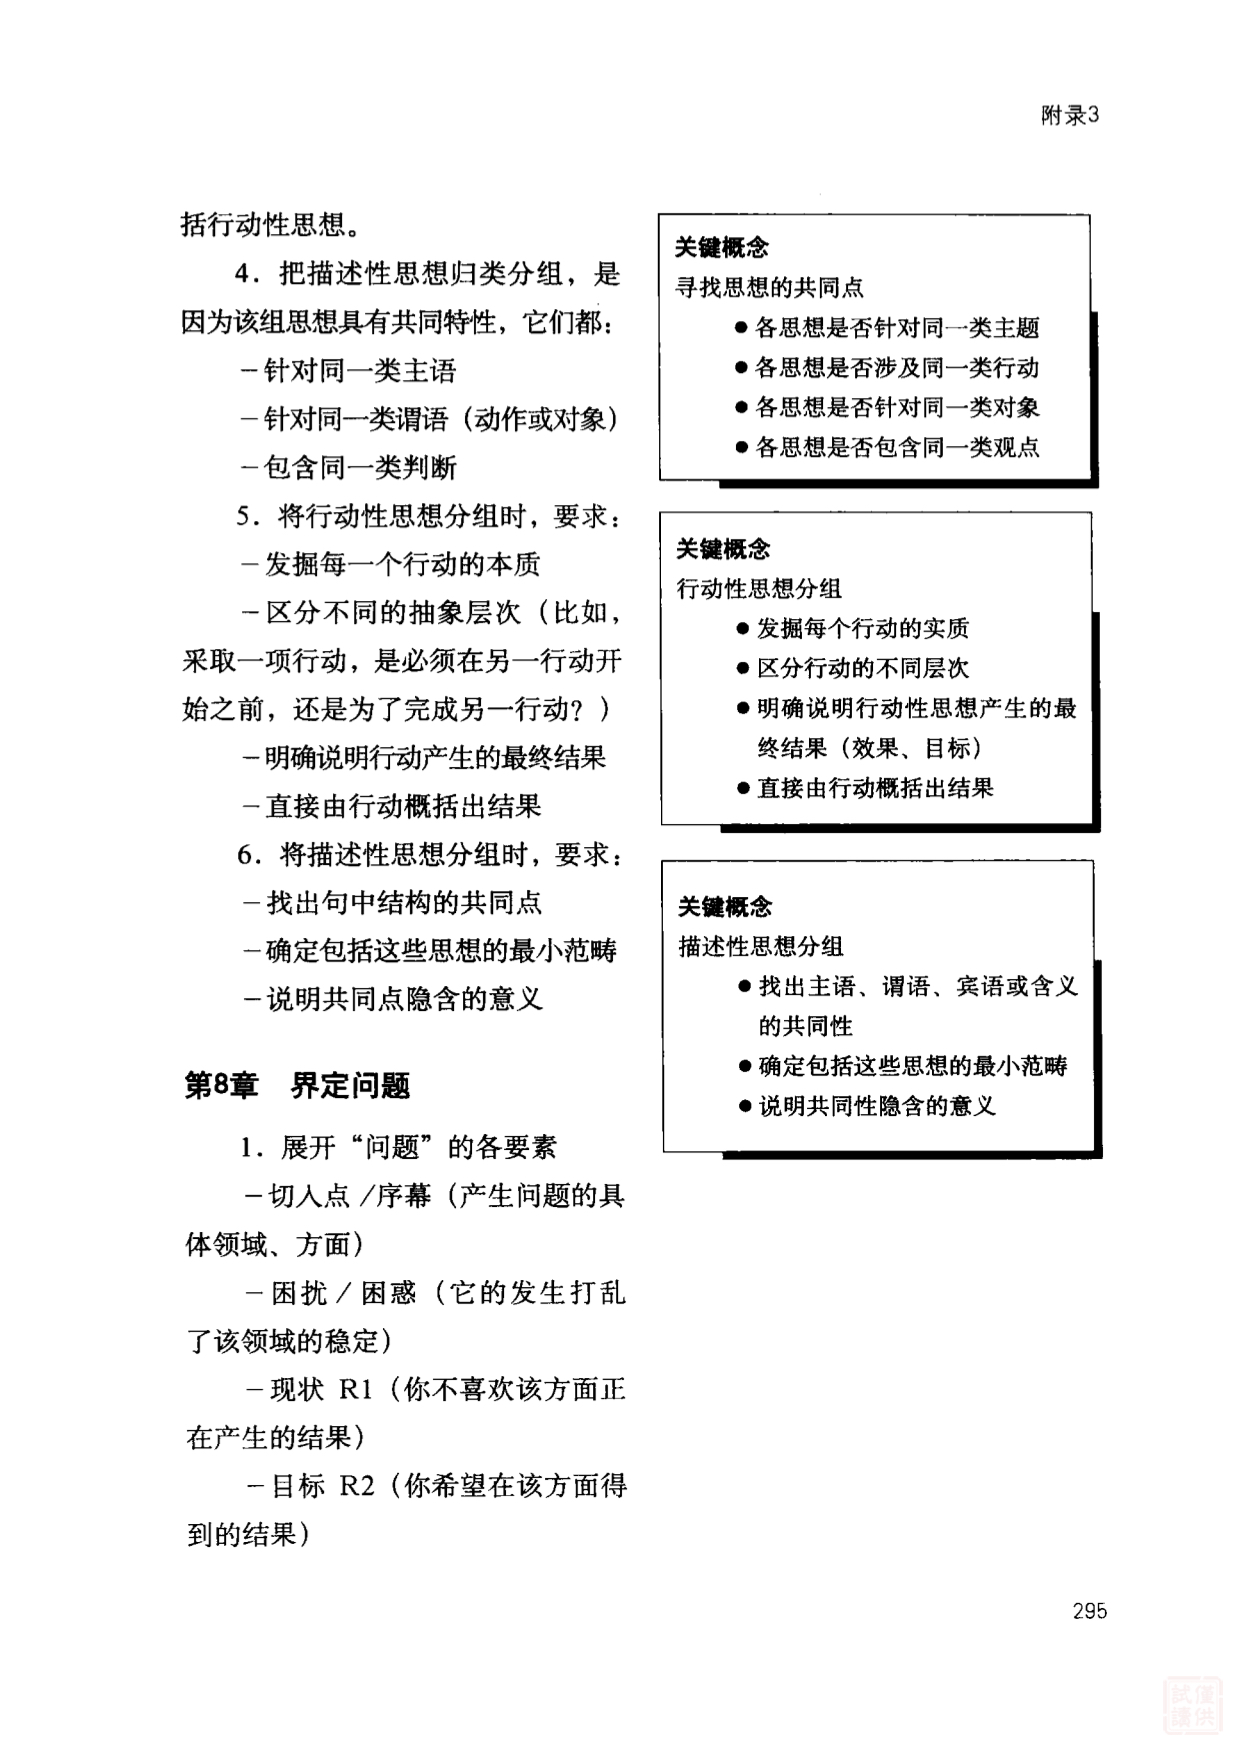 附录3
括行动性思想。
4．把描述性思想归类分组，是
因为该组思想具有共同特性，它们都：
－针对同一类主语
－针对同一类谓语（动作或对象）
－包含同一类判断
5．将行动性思想分组时，要求：
－发掘每一个行动的本质
－区分不同的抽象层次（比如，
采取一项行动，是必须在另一行动开
始之前，还是为了完成另一行动？）
－明确说明行动产生的最终结果
－直接由行动概括出结果
6．将描述性思想分组时，要求：
－找出句中结构的共同点
－确定包括这些思想的最小范畴
－说明共同点隐含的意义
第8章　界定问题
1．展开“问题”的各要素
－切入点／序幕（产生问题的具
体领域、方面）
－困扰／困惑（它的发生打乱
了该领域的稳定）
－现状 R1（你不喜欢该方面正
在产生的结果）
－目标 R2（你希望在该方面得
到的结果）
关键概念
寻找思想的共同点
●各思想是否针对同一类主题
●各思想是否涉及同一类行动
●各思想是否针对同一类对象
●各思想是否包含同一类观点
关键概念
行动性思想分组
●发掘每个行动的实质
●区分行动的不同层次
●明确说明行动性思想产生的最
终结果（效果、目标）
●直接由行动概括出结果
关键概念
描述性思想分组
●找出主语、谓语、宾语或含义
的共同性
●确定包括这些思想的最小范畴
●说明共同性隐含的意义
295
僅供
試讀